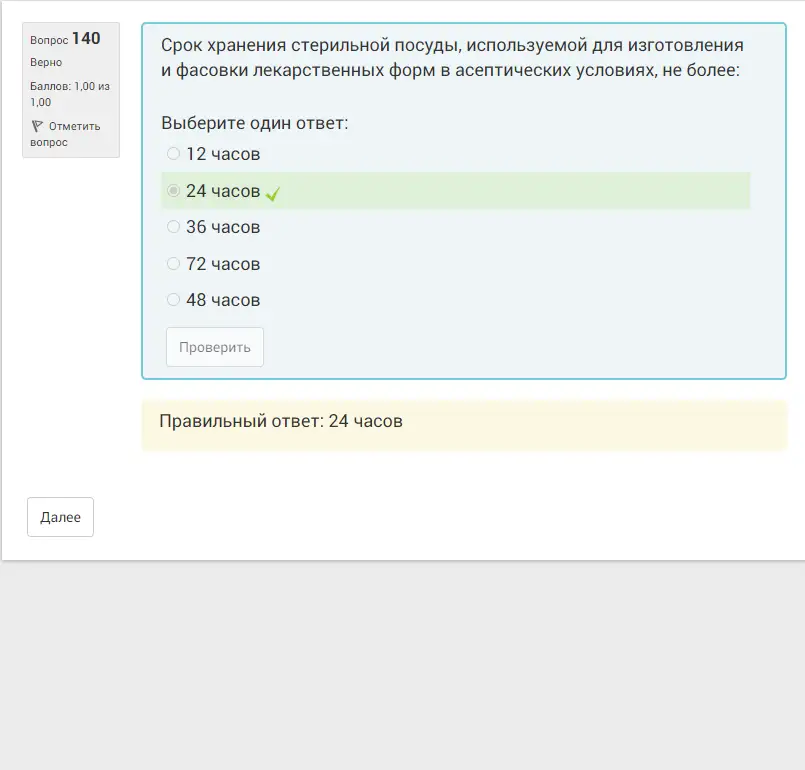 Вопрос 140
Верно
Баллов: 1,00 из
1,00
Отметить
вопрос
Срок хранения стерильной посуды, используемой для изготовления
и фасовки лекарственных форм в асептических условиях, не более:
Выберите один ответ:
12 часов
24 часов
36 часов
72 часов
48 часов
Проверить
Правильный ответ: 24 часов
Далее